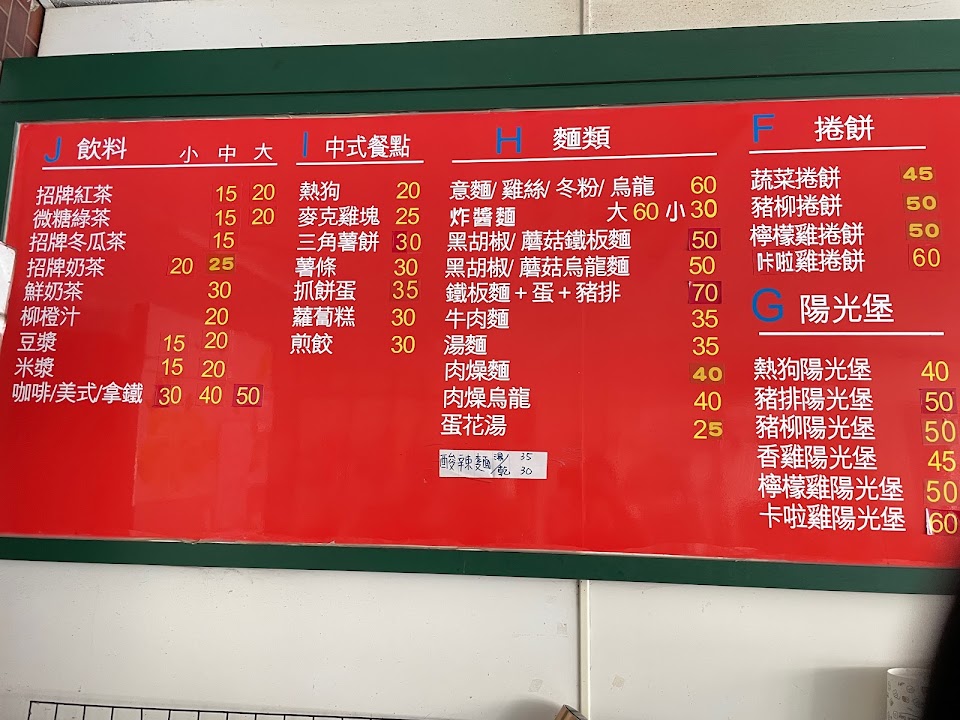 J 飲料 小 中 大
招牌紅茶 15 20
微糖綠茶 15 20
招牌冬瓜茶 15
招牌奶茶 20 25
鮮奶茶 30
柳橙汁 20
豆漿 15 20
米漿 15 20
咖啡/美式/拿鐵 30 40 50
I 中式餐點
熱狗 20
麥克雞塊 25
三角薯餅 30
薯條 30
抓餅蛋 35
蘿蔔糕 30
煎餃 30
H 麵類
意麵/雞絲/冬粉/烏龍 60
炸醬麵 大60 小30
黑胡椒/蘑菇鐵板麵 50
黑胡椒/蘑菇烏龍麵 50
鐵板麵+蛋+豬排 70
牛肉麵 35
湯麵 35
肉燥麵 40
肉燥烏龍 40
蛋花湯 25
酸辣麵 湯/乾 35 30
F 捲餅
蔬菜捲餅 45
豬柳捲餅 50
檸檬雞捲餅 50
咔啦雞捲餅 60
G 陽光堡
熱狗陽光堡 40
豬排陽光堡 50
豬柳陽光堡 50
香雞陽光堡 45
檸檬雞陽光堡 50
卡啦雞陽光堡 60